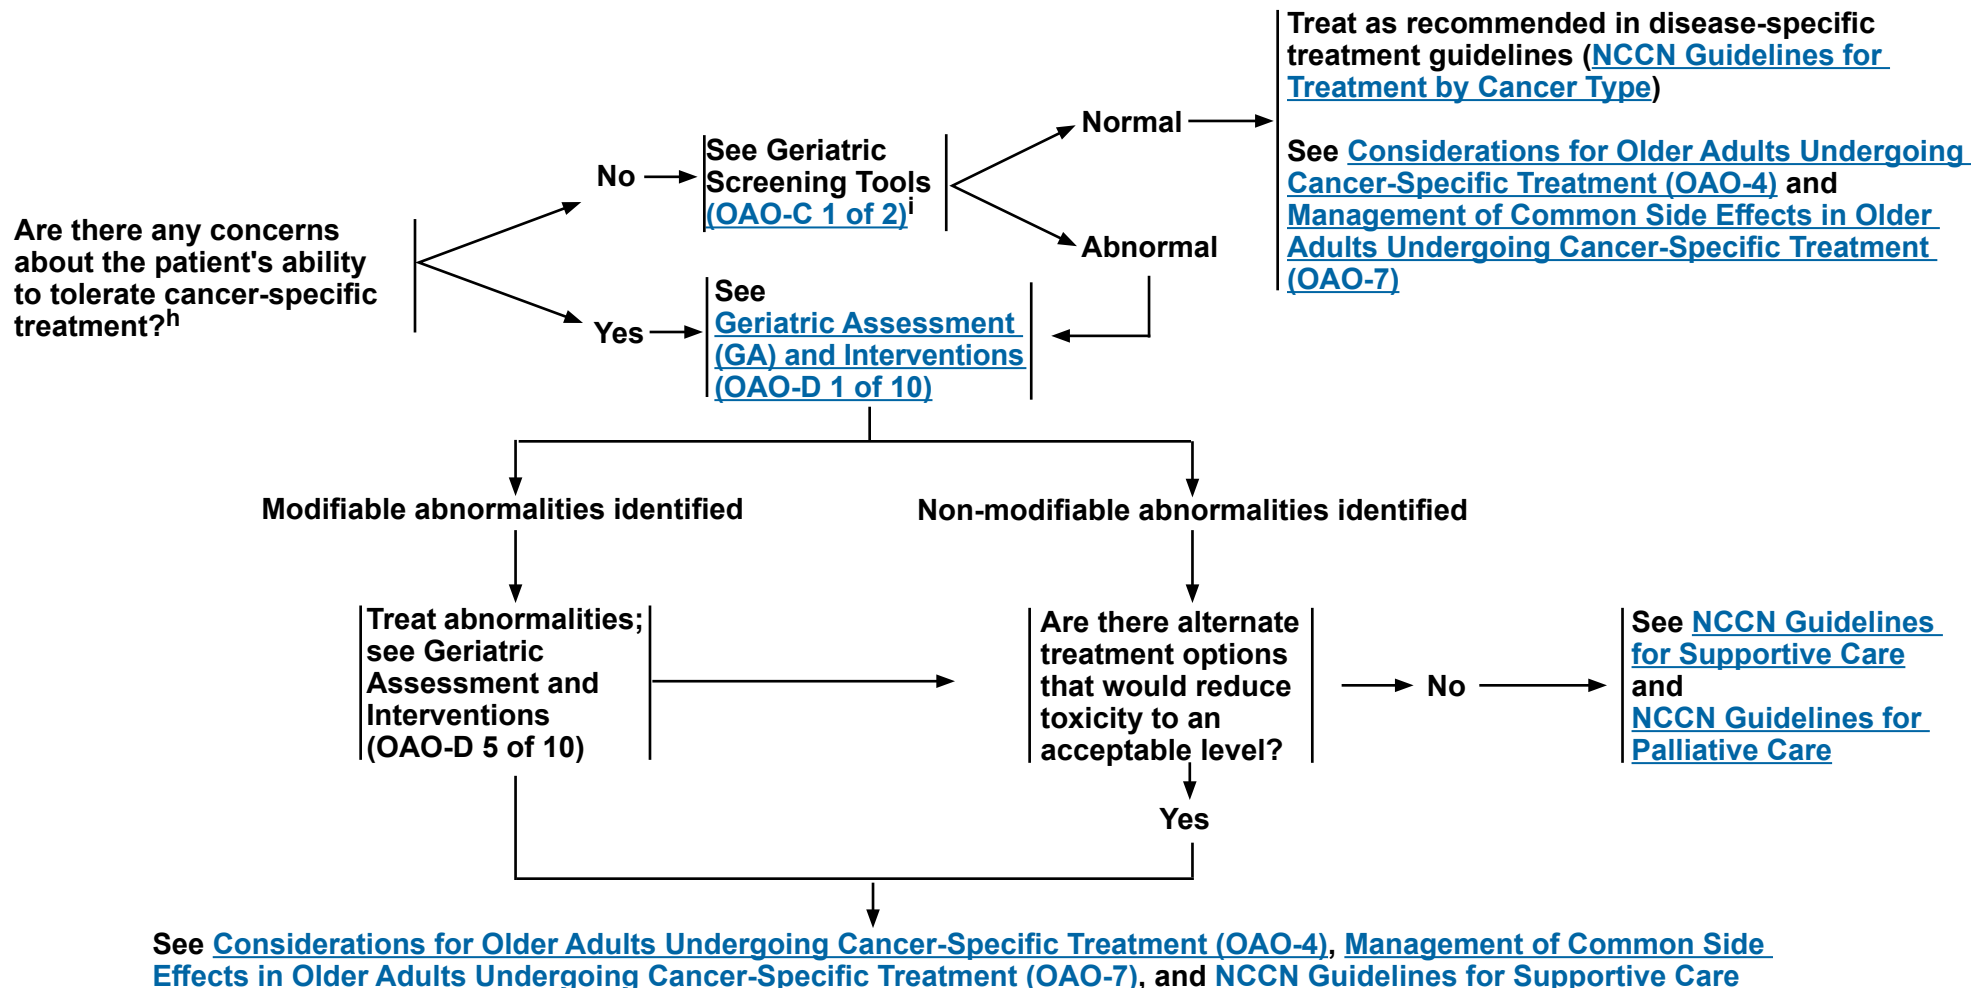 Treat as recommended in disease-specific
treatment guidelines (NCCN Guidelines for
Treatment by Cancer Type)
See Considerations for Older Adults Undergoing
Cancer-Specific Treatment (OAO-4) and
Management of Common Side Effects in Older
Adults Undergoing Cancer-Specific Treatment
(OAO-7)
Normal
See Geriatric
Screening Tools
(OAO-C 1 of 2)i
No
Abnormal
Are there any concerns
about the patient's ability
to tolerate cancer-specific
treatment?h
Yes
See
Geriatric Assessment
(GA) and Interventions
(OAO-D 1 of 10)
Modifiable abnormalities identified
Non-modifiable abnormalities identified
Treat abnormalities;
see Geriatric
Assessment and
Interventions
(OAO-D 5 of 10)
Are there alternate
treatment options
that would reduce
toxicity to an
acceptable level?
No
See NCCN Guidelines
for Supportive Care
and
NCCN Guidelines for
Palliative Care
Yes
See Considerations for Older Adults Undergoing Cancer-Specific Treatment (OAO-4), Management of Common Side
Effects in Older Adults Undergoing Cancer-Specific Treatment (OAO-7), and NCCN Guidelines for Supportive Care